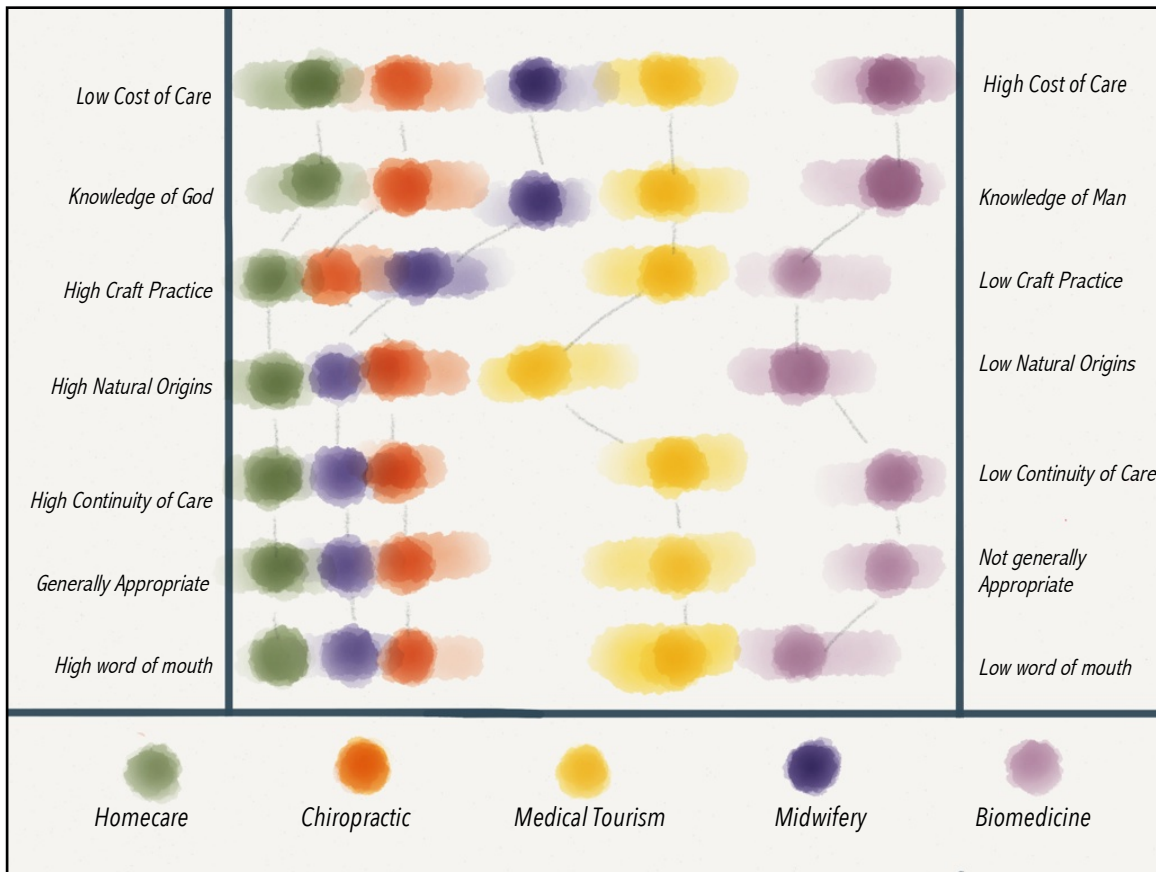 Low Cost of Care
High Cost of Care
Knowledge of God
Knowledge of Man
High Craft Practice
Low Craft Practice
High Natural Origins
Low Natural Origins
High Continuity of Care
Low Continuity of Care
Generally Appropriate
Not generally
Appropriate
High word of mouth
Low word of mouth
Homecare
Chiropractic
Medical Tourism
Midwifery
Biomedicine